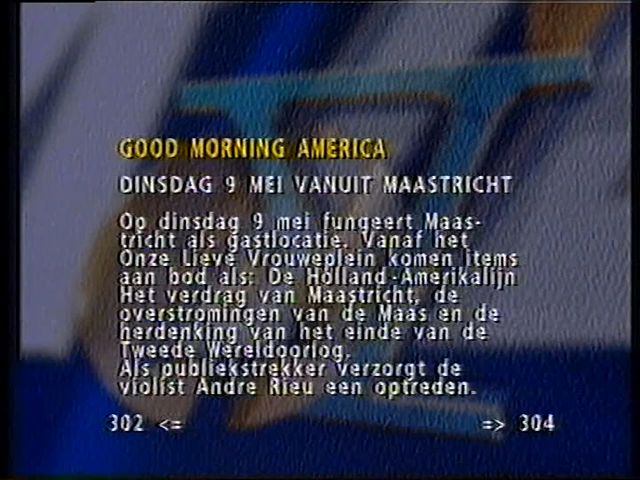 GOOD MORNING AMERICA
DINSDAG 9 MEI VANUIT MAASTRICHT
Op dinsdag 9 mei fungeert Maas-
tricht als gastlocatie. Vanaf het
Onze Lieve Vrouweplein komen items
aan bod als: De Holland-Amerikalijn
Het verdrag van Maastricht, de
overstromingen van de Maas en de
herdenking van het einde van de
Tweede Wereldoorlog.
Als publiekstrekker verzorgt de
violist Andre Rieu een optreden.
302 <= => 304